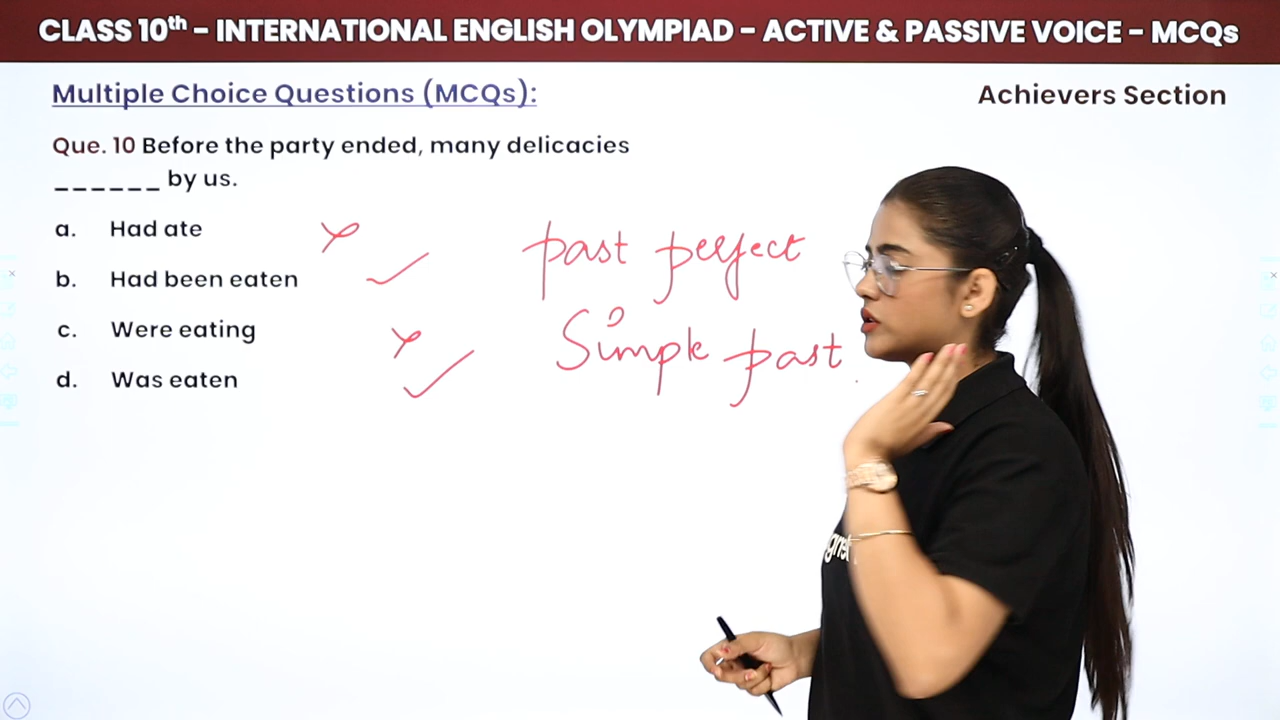 CLASS 10th – INTERNATIONAL ENGLISH OLYMPIAD – ACTIVE & PASSIVE VOICE – MCQs
Multiple Choice Questions (MCQs):
Achievers Section
Que. 10 Before the party ended, many delicacies
______ by us.
a. Had ate
b. Had been eaten
c. Were eating
d. Was eaten
past perfect
Simple past